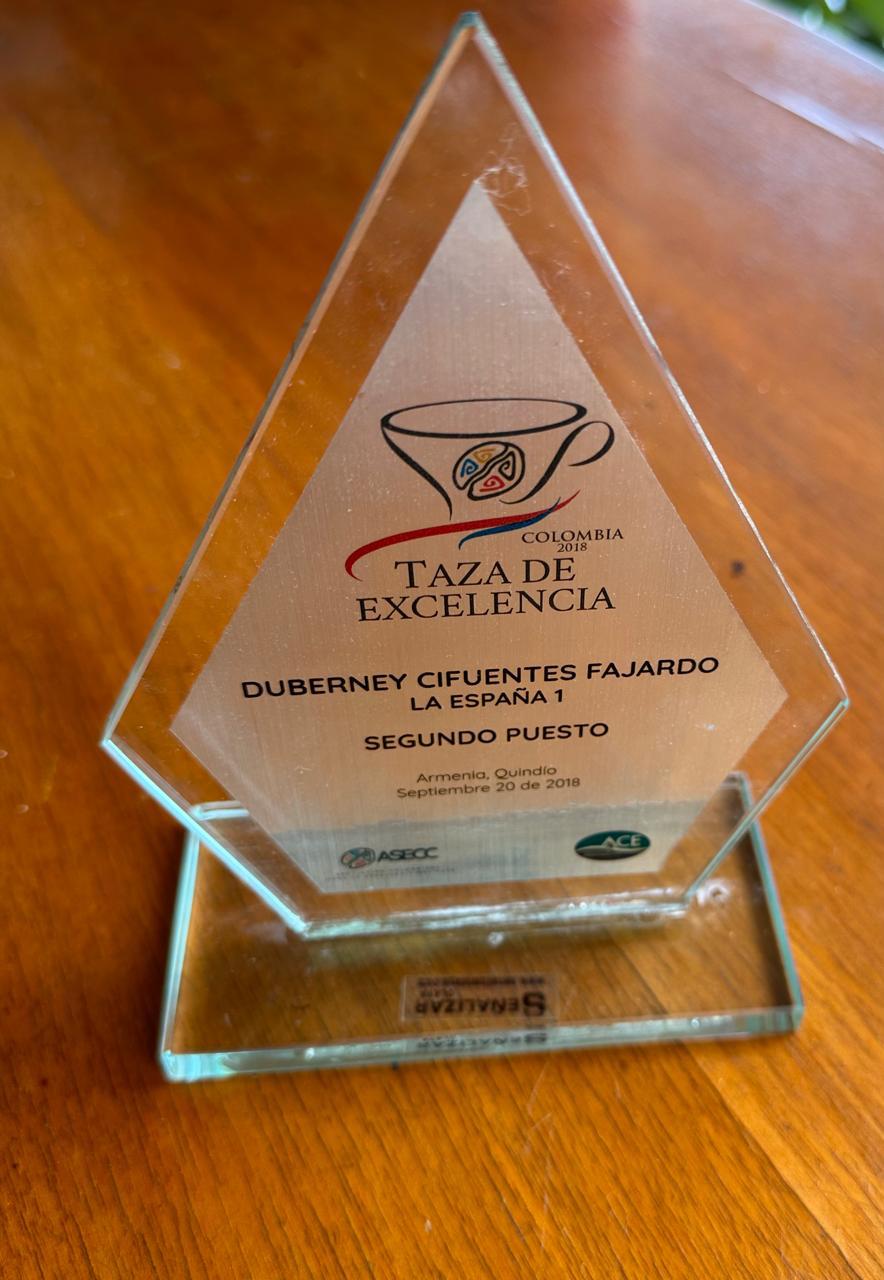 COLOMBIA
2018
TAZA DE
EXCELENCIA
DUBERNEY CIFUENTES FAJARDO
LA ESPAÑA 1
SEGUNDO PUESTO
Armenia, Quindío
Septiembre 20 de 2018
ASECC
ACE
SEÑALIZAR